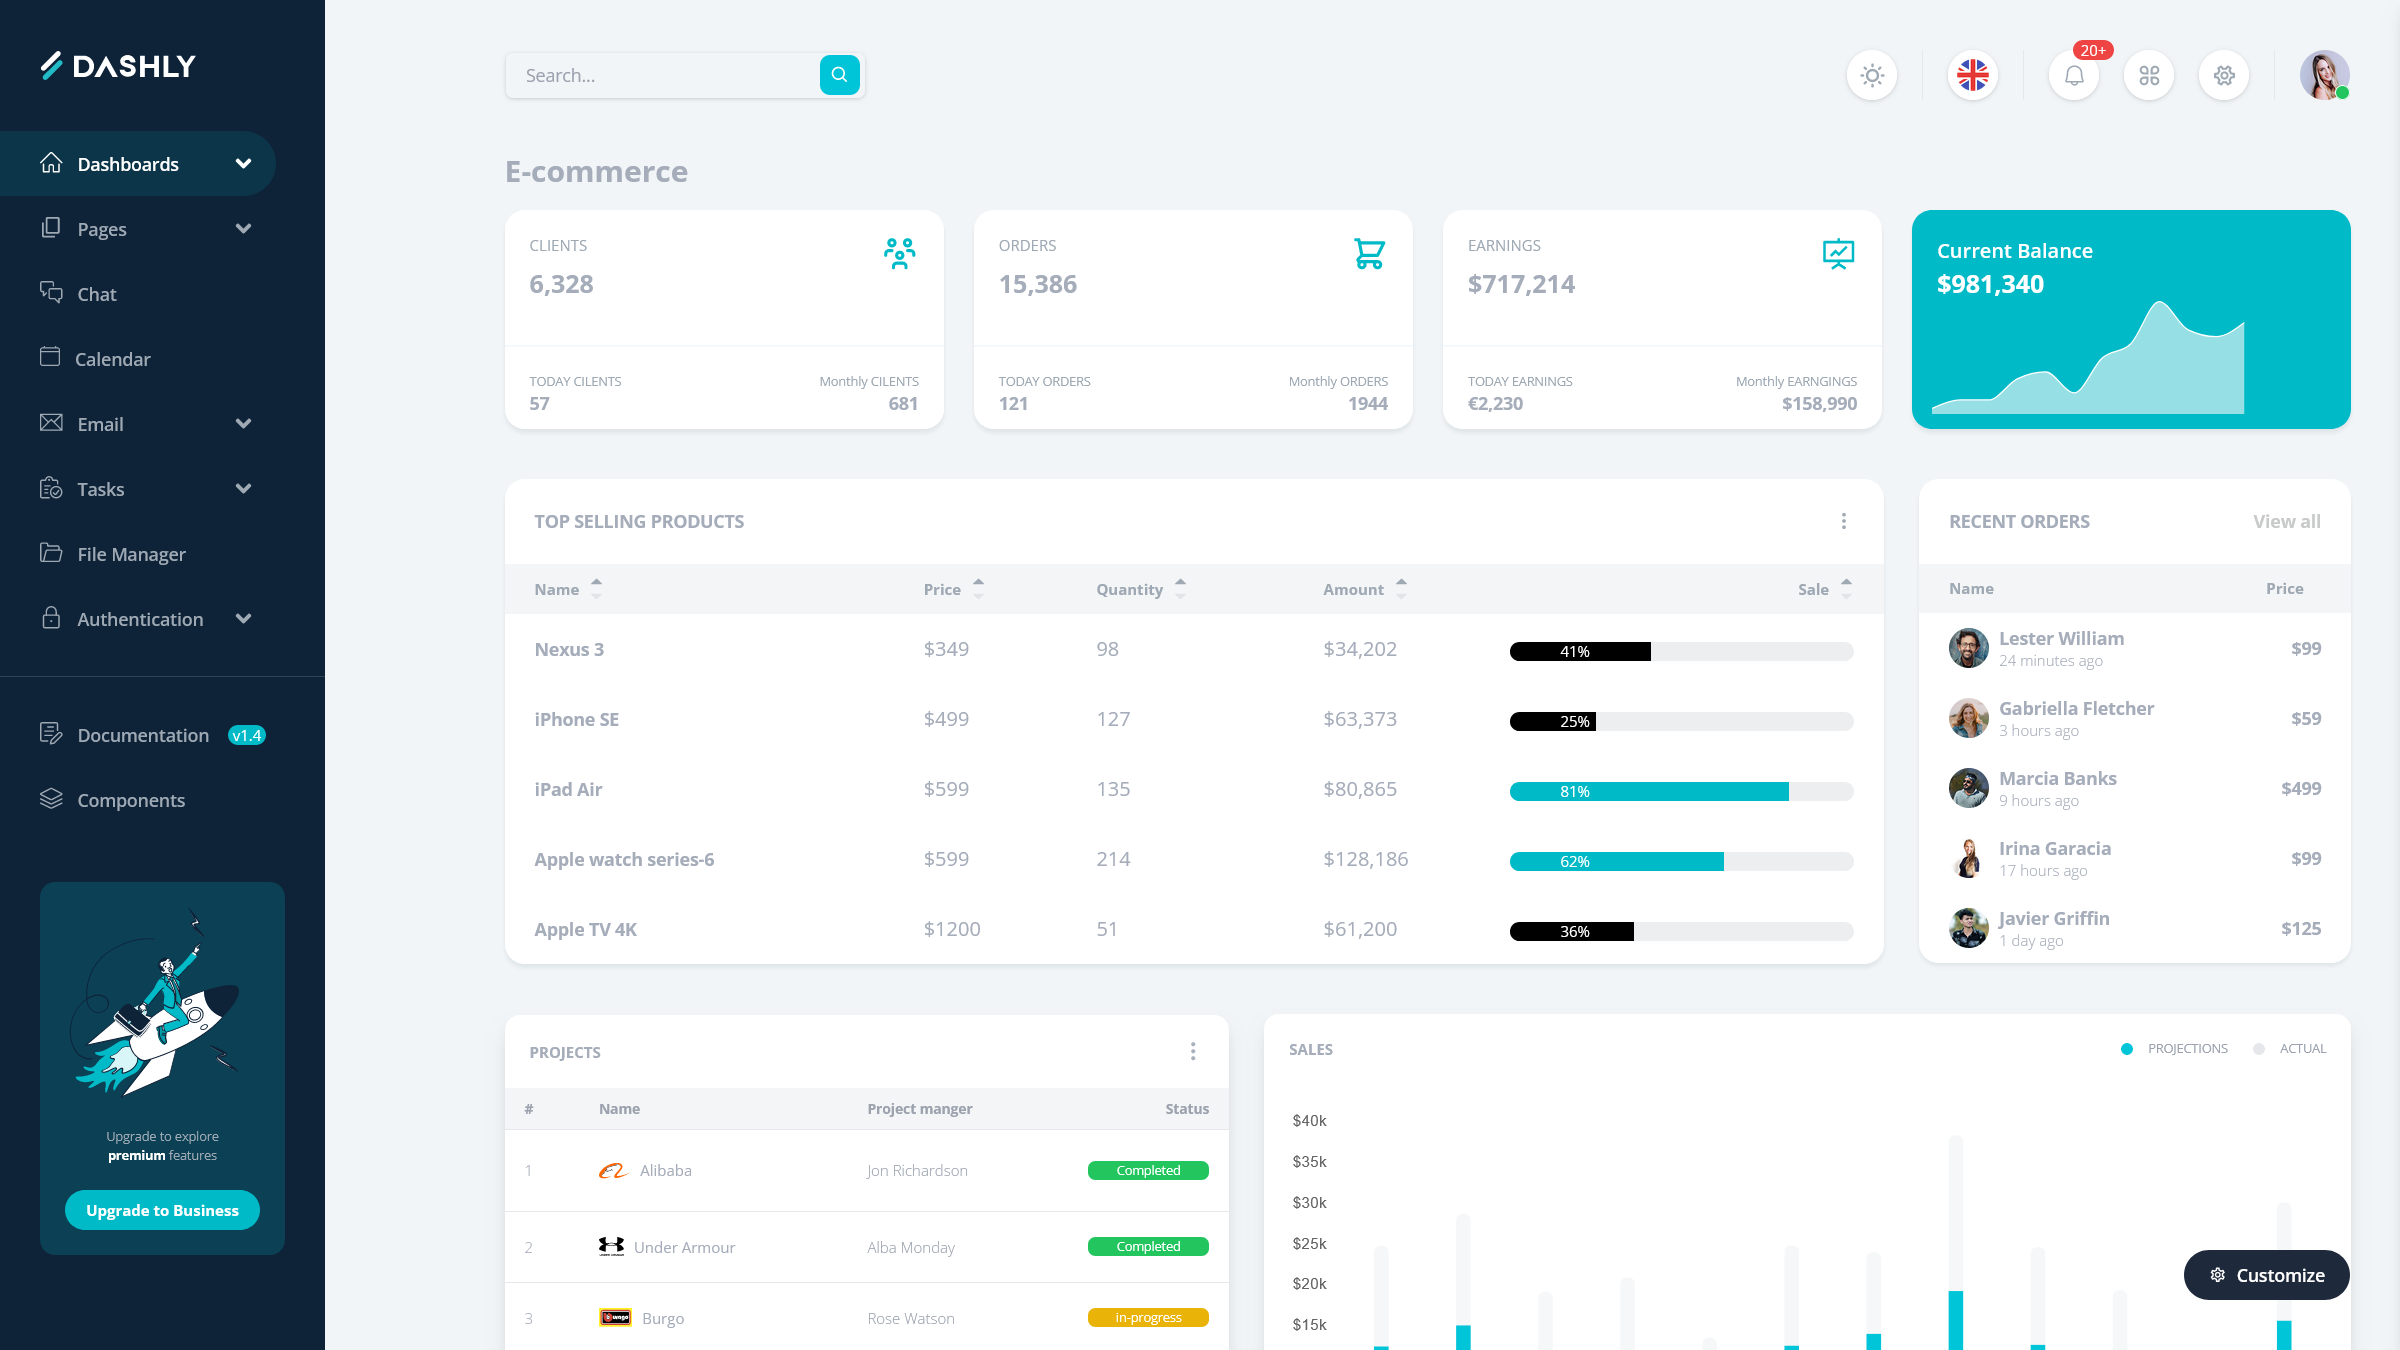 DASHLY
Dashboards
Pages
Chat
Calendar
Email
Tasks
File Manager
Authentication
Documentation v1.4
Components
Upgrade to explore
premium features
Upgrade to Business
Search...
20+
E-commerce
CLIENTS
6,328
TODAY CILENTS Monthly CILENTS
57 681
ORDERS
15,386
TODAY ORDERS Monthly ORDERS
121 1944
EARNINGS
$717,214
TODAY EARNINGS Monthly EARNGINGS
€2,230 $158,990
Current Balance
$981,340
TOP SELLING PRODUCTS
Name Price Quantity Amount Sale
Nexus 3 $349 98 $34,202 41%
iPhone SE $499 127 $63,373 25%
iPad Air $599 135 $80,865 81%
Apple watch series-6 $599 214 $128,186 62%
Apple TV 4K $1200 51 $61,200 36%
RECENT ORDERS View all
Name Price
Lester William $99
24 minutes ago
Gabriella Fletcher $59
3 hours ago
Marcia Banks $499
9 hours ago
Irina Garacia $99
17 hours ago
Javier Griffin $125
1 day ago
PROJECTS
# Name Project manger Status
1 Alibaba Jon Richardson Completed
2 Under Armour Alba Monday Completed
3 Burgo Rose Watson in-progress
SALES
PROJECTIONS ACTUAL
$40k
$35k
$30k
$25k
$20k
$15k
Customize